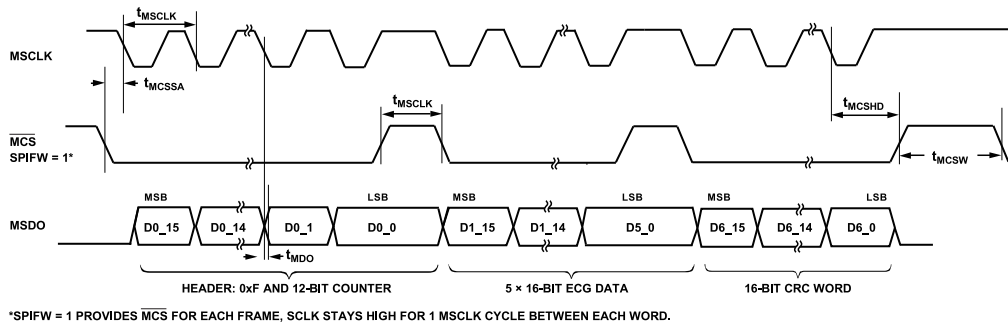 tMSCLK
MSCLK
tMCSSA
tMSCLK
tMCSHD
MCS
SPIFW = 1*
tMCSW
MSB
LSB
MSB
LSB
MSB
LSB
MSDO
D0_15
D0_14
D0_1
D0_0
D1_15
D1_14
D5_0
D6_15
D6_14
D6_0
tMDO
HEADER: 0xF AND 12-BIT COUNTER
5 × 16-BIT ECG DATA
16-BIT CRC WORD
*SPIFW = 1 PROVIDES MCS FOR EACH FRAME, SCLK STAYS HIGH FOR 1 MSCLK CYCLE BETWEEN EACH WORD.